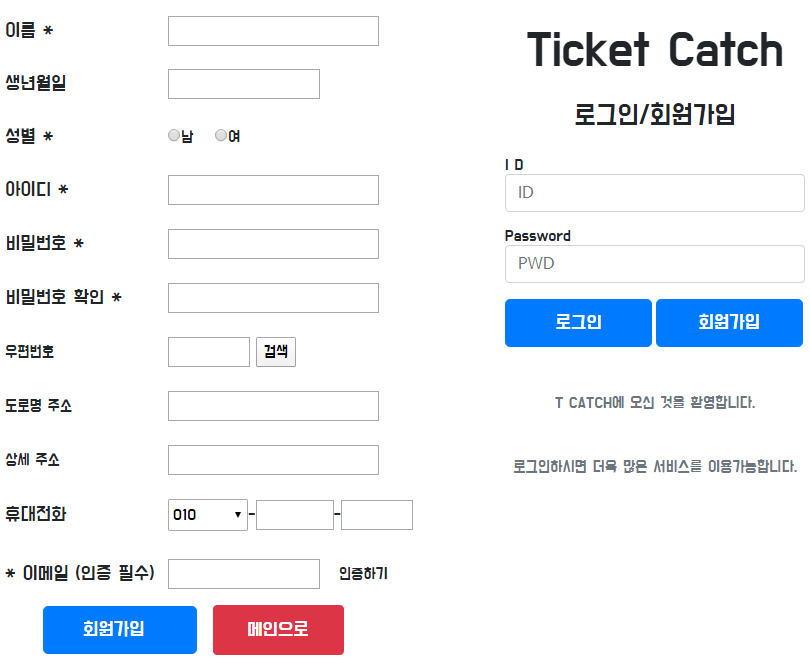 이름 *
생년월일
성별 * 남 여
아이디 *
비밀번호 *
비밀번호 확인 *
우편번호 검색
도로명 주소
상세 주소
휴대전화 010 - -
* 이메일 (인증 필수) 인증하기
회원가입 메인으로
Ticket Catch
로그인/회원가입
I D
ID
Password
PWD
로그인 회원가입
T CATCH에 오신 것을 환영합니다.
로그인하시면 더욱 많은 서비스를 이용가능합니다.